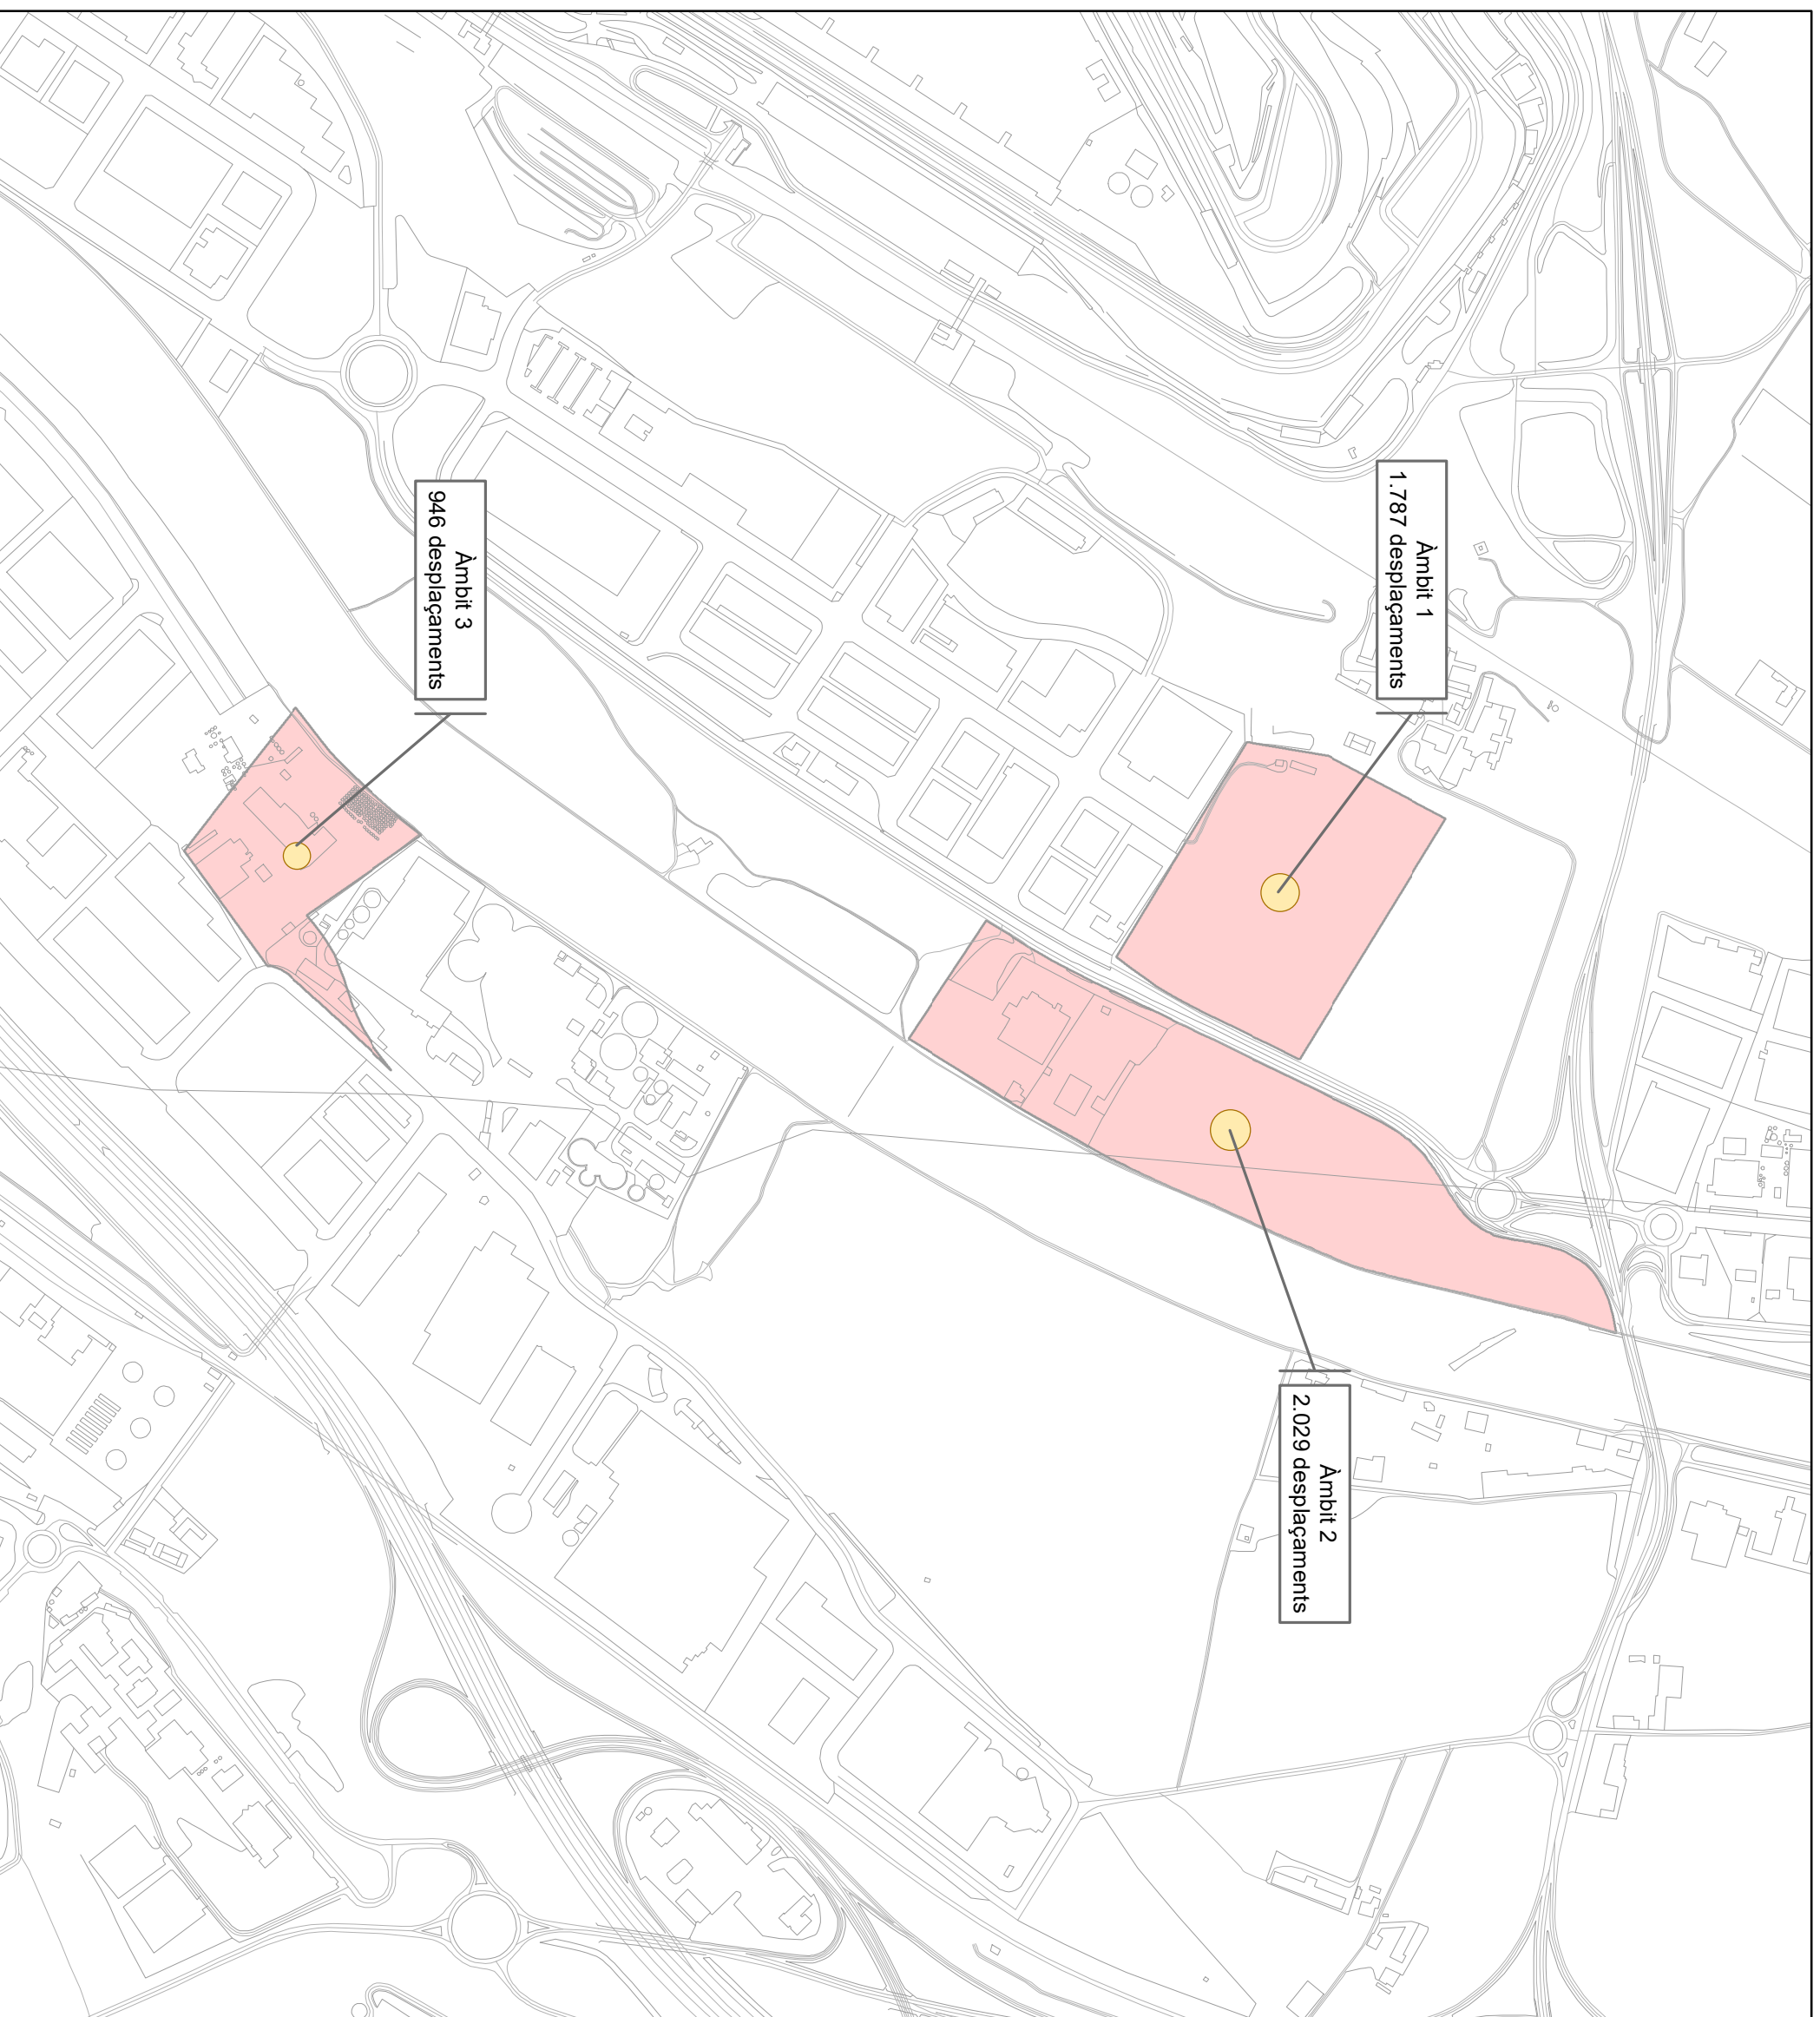 Àmbit 1
1.787 desplaçaments
Àmbit 2
2.029 desplaçaments
Àmbit 3
946 desplaçaments